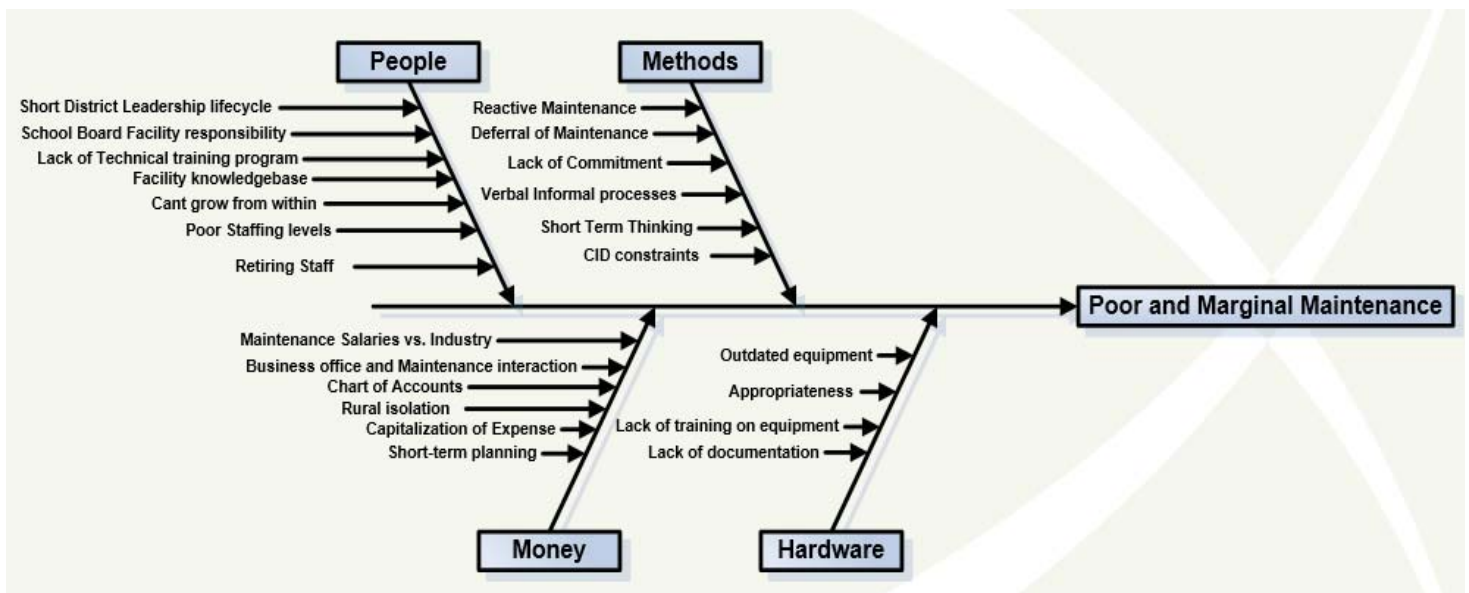 People
Short District Leadership lifecycle
School Board Facility responsibility
Lack of Technical training program
Facility knowledgebase
Cant grow from within
Poor Staffing levels
Retiring Staff
Methods
Reactive Maintenance
Deferral of Maintenance
Lack of Commitment
Verbal Informal processes
Short Term Thinking
CID constraints
Poor and Marginal Maintenance
Maintenance Salaries vs. Industry
Business office and Maintenance interaction
Chart of Accounts
Rural isolation
Capitalization of Expense
Short-term planning
Money
Outdated equipment
Appropriateness
Lack of training on equipment
Lack of documentation
Hardware